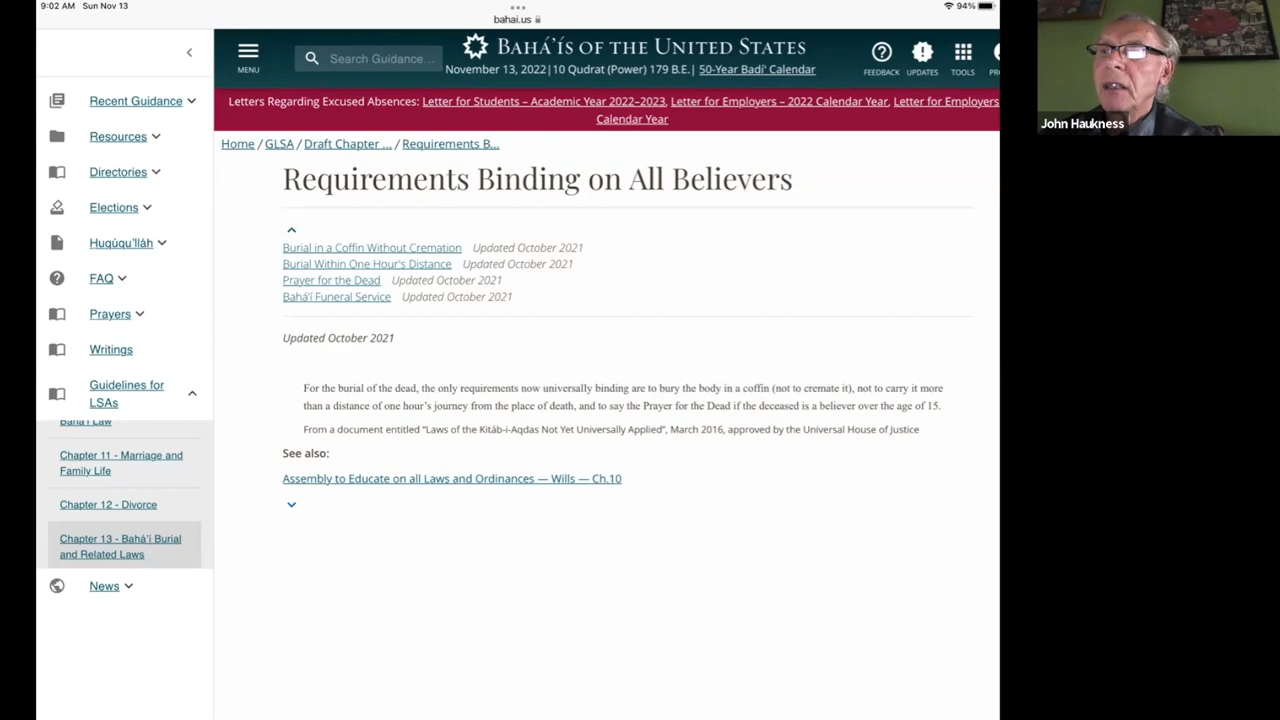 9:02 AM Sun Nov 13
94%
bahai.us
BAHÁ'ÍS OF THE UNITED STATES
MENU
Search Guidance...
November 13, 2022|10 Qudrat (Power) 179 B.E.| 50-Year Badí' Calendar
FEEDBACK
UPDATES
TOOLS
Letters Regarding Excused Absences: Letter for Students – Academic Year 2022–2023, Letter for Employers – 2022 Calendar Year, Letter for Employers
Calendar Year
Home / GLSA / Draft Chapter ... / Requirements B...
Recent Guidance
Resources
Directories
Elections
Huqúqu'lláh
FAQ
Prayers
Writings
Guidelines for
LSAs
Bahá'í Law
Chapter 11 - Marriage and
Family Life
Chapter 12 - Divorce
Chapter 13 - Bahá'í Burial
and Related Laws
News
Requirements Binding on All Believers
Burial in a Coffin Without Cremation Updated October 2021
Burial Within One Hour's Distance Updated October 2021
Prayer for the Dead Updated October 2021
Bahá'í Funeral Service Updated October 2021
Updated October 2021
For the burial of the dead, the only requirements now universally binding are to bury the body in a coffin (not to cremate it), not to carry it more
than a distance of one hour's journey from the place of death, and to say the Prayer for the Dead if the deceased is a believer over the age of 15.
From a document entitled “Laws of the Kitáb-i-Aqdas Not Yet Universally Applied”, March 2016, approved by the Universal House of Justice
See also:
Assembly to Educate on all Laws and Ordinances — Wills — Ch.10
John Haukness